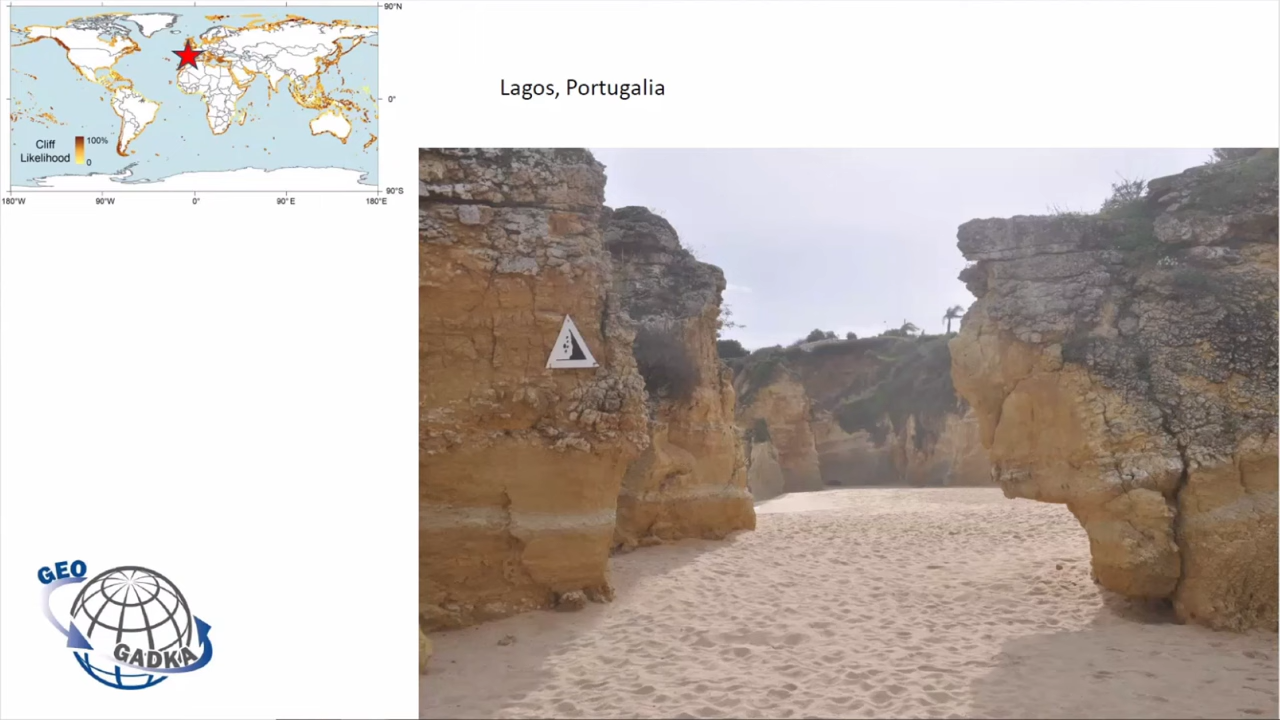 90°N
Lagos, Portugalia
0°
Cliff
Likelihood
100%
0
90°S
180°W
90°W
0°
90° E
180°E
GEO
GADKA